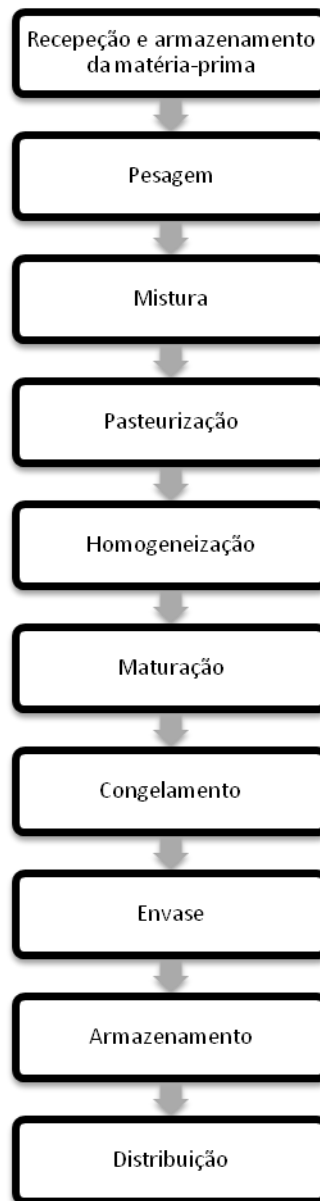 Recepeção e armazenamento
da matéria-prima
Pesagem
Mistura
Pasteurização
Homogeneização
Maturação
Congelamento
Envase
Armazenamento
Distribuição